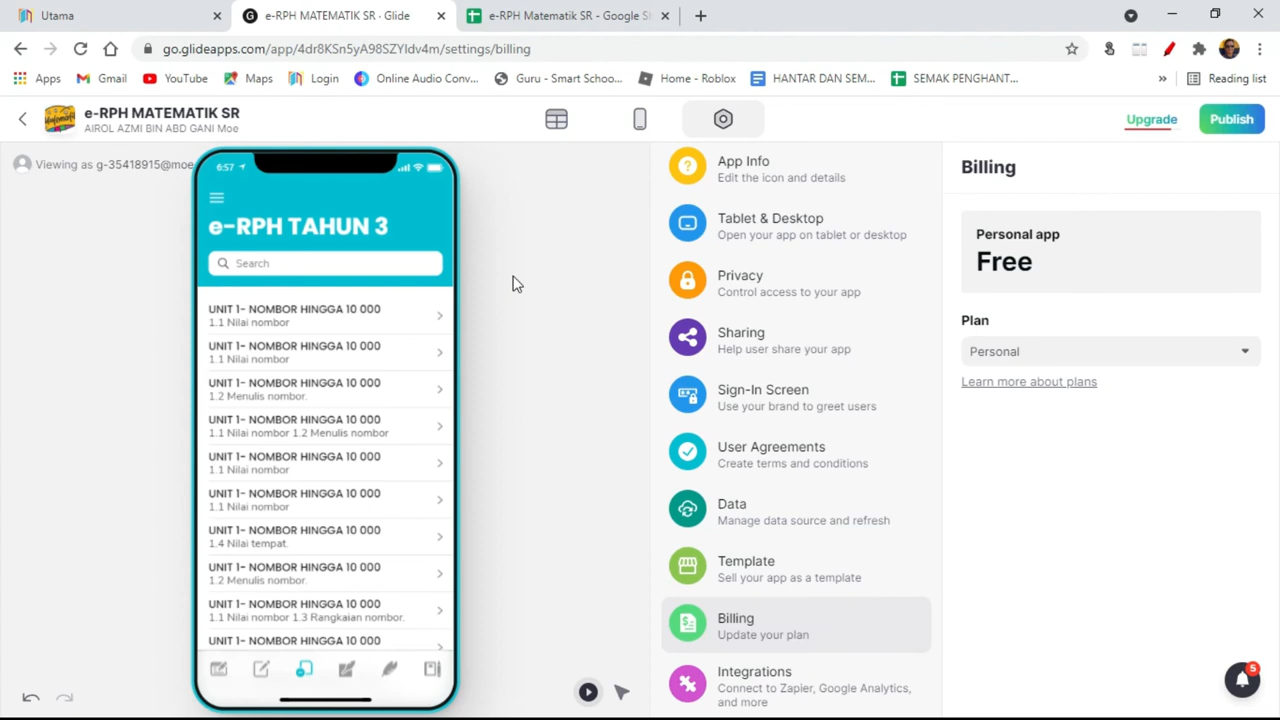 Utama
e-RPH MATEMATIK SR · Glide
e-RPH Matematik SR - Google Sh
go.glideapps.com/app/4dr8KSn5yA98SZYldv4m/settings/billing
Apps
Gmail
YouTube
Maps
Login
Online Audio Conv...
Guru - Smart Schoo...
Home - Roblox
HANTAR DAN SEM...
SEMAK PENGHANT...
»
Reading list
e-RPH MATEMATIK SR
AIROL AZMI BIN ABD GANI Moe
Upgrade
Publish
Viewing as g-35418915@moe
6:57
e-RPH TAHUN 3
Search
UNIT 1- NOMBOR HINGGA 10 000
1.1 Nilai nombor
UNIT 1- NOMBOR HINGGA 10 000
1.1 Nilai nombor
UNIT 1- NOMBOR HINGGA 10 000
1.2 Menulis nombor.
UNIT 1- NOMBOR HINGGA 10 000
1.1 Nilai nombor 1.2 Menulis nombor
UNIT 1- NOMBOR HINGGA 10 000
1.1 Nilai nombor
UNIT 1- NOMBOR HINGGA 10 000
1.1 Nilai nombor
UNIT 1- NOMBOR HINGGA 10 000
1.4 Nilai tempat.
UNIT 1- NOMBOR HINGGA 10 000
1.2 Menulis nombor.
UNIT 1- NOMBOR HINGGA 10 000
1.1 Nilai nombor 1.3 Rangkaian nombor.
UNIT 1- NOMBOR HINGGA 10 000
App Info
Edit the icon and details
Tablet & Desktop
Open your app on tablet or desktop
Privacy
Control access to your app
Sharing
Help user share your app
Sign-In Screen
Use your brand to greet users
User Agreements
Create terms and conditions
Data
Manage data source and refresh
Template
Sell your app as a template
Billing
Update your plan
Integrations
Connect to Zapier, Google Analytics,
and more
Billing
Personal app
Free
Plan
Personal
Learn more about plans
5